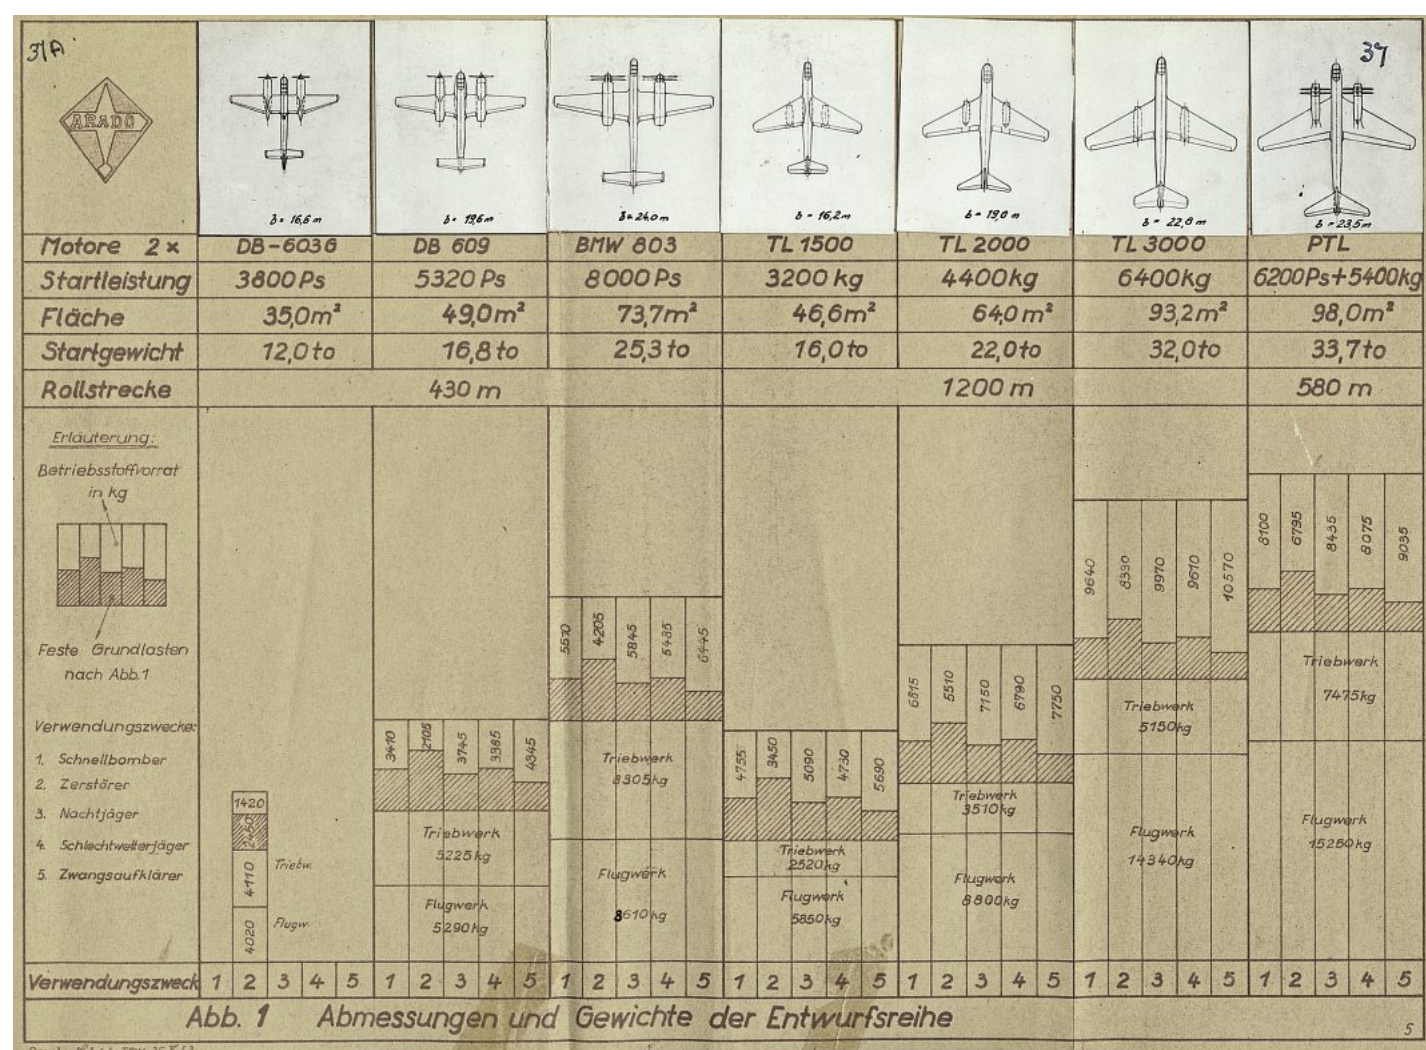 31A
37
ARADO
b = 16,6 m
b = 19,6 m
b = 24,0 m
b = 16,2 m
b = 19,0 m
b = 22,8 m
b = 23,5 m
Motore 2 × DB-603G DB 609 BMW 803 TL 1500 TL 2000 TL 3000 PTL
Startleistung 3800 Ps 5320 Ps 8000 Ps 3200 kg 4400 kg 6400 kg 6200 Ps + 5400 kg
Fläche 35,0 m² 49,0 m² 73,7 m² 46,6 m² 64,0 m² 93,2 m² 98,0 m²
Startgewicht 12,0 to 16,8 to 25,3 to 16,0 to 22,0 to 32,0 to 33,7 to
Rollstrecke 430 m 1200 m 580 m
Erläuterung:
Betriebsstoffvorrat
in kg
Feste Grundlasten
nach Abb. 1
Verwendungszwecke:
1. Schnellbomber
2. Zerstörer
3. Nachtjäger
4. Schlechtwetterjäger
5. Zwangsaufklärer
1420
2450
4110 Triebw.
4020 Flugw.
3410 2105 3745 3385 4345
Triebwerk
5225 kg
Flugwerk
5290 kg
5510 4205 5845 5485 6445
Triebwerk
8305 kg
Flugwerk
8610 kg
4755 3450 5090 4730 5690
Triebwerk
2520 kg
Flugwerk
5850 kg
6815 5510 7150 6790 7750
Triebwerk
3510 kg
Flugwerk
8800 kg
9640 8330 9970 9610 10570
Triebwerk
5150 kg
Flugwerk
14340 kg
8100 6795 8435 8075 9035
Triebwerk
7475 kg
Flugwerk
15250 kg
Verwendungszweck 1 2 3 4 5 1 2 3 4 5 1 2 3 4 5 1 2 3 4 5 1 2 3 4 5 1 2 3 4 5 1 2 3 4 5
Abb. 1 Abmessungen und Gewichte der Entwurfsreihe
5